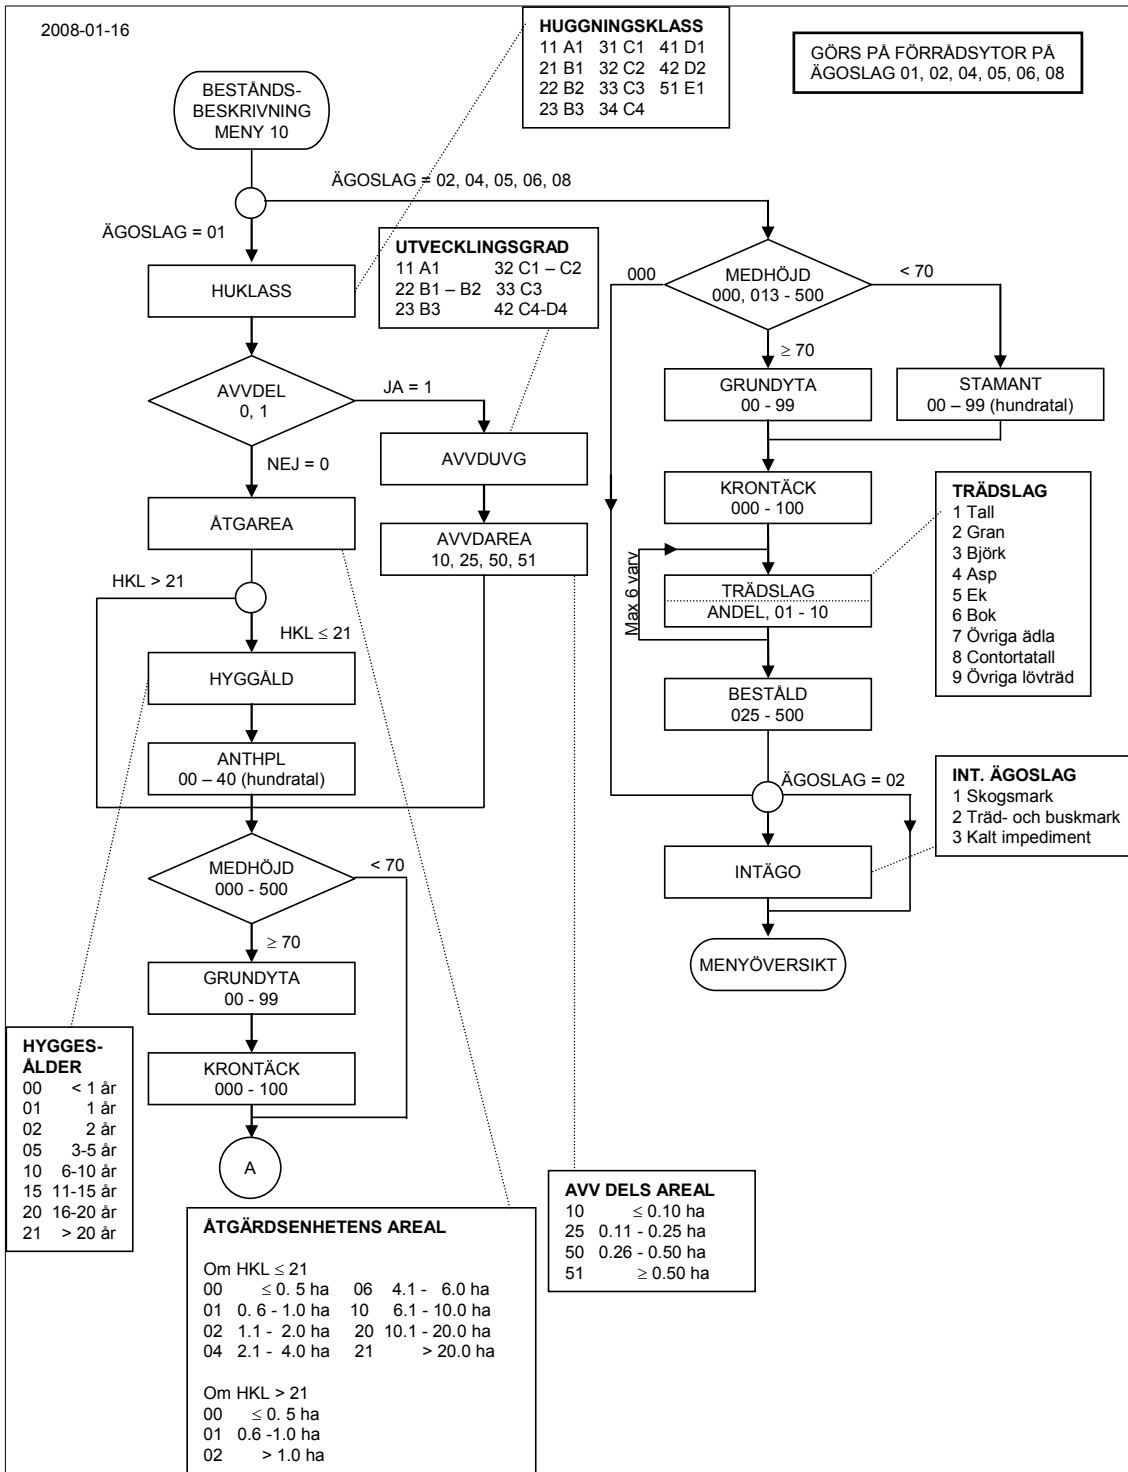 2008-01-16
HUGGNINGSKLASS
11 A1 31 C1 41 D1
21 B1 32 C2 42 D2
22 B2 33 C3 51 E1
23 B3 34 C4
GÖRS PÅ FÖRRÅDSYTOR PÅ
ÄGOSLAG 01, 02, 04, 05, 06, 08
BESTÅNDS-
BESKRIVNING
MENY 10
ÄGOSLAG = 02, 04, 05, 06, 08
ÄGOSLAG = 01
HUKLASS
UTVECKLINGSGRAD
11 A1 32 C1 – C2
22 B1 – B2 33 C3
23 B3 42 C4-D4
AVVDEL
0, 1
JA = 1
NEJ = 0
AVVDUVG
AVVDAREA
10, 25, 50, 51
ÅTGAREA
HKL > 21
HKL ≤ 21
HYGGÅLD
ANTHPL
00 – 40 (hundratal)
MEDHÖJD
000 - 500
< 70
≥ 70
GRUNDYTA
00 - 99
KRONTÄCK
000 - 100
A
000
MEDHÖJD
000, 013 - 500
< 70
≥ 70
GRUNDYTA
00 - 99
STAMANT
00 – 99 (hundratal)
KRONTÄCK
000 - 100
Max 6 varv
TRÄDSLAG
ANDEL, 01 - 10
BESTÅLD
025 - 500
ÄGOSLAG = 02
INTÄGO
MENYÖVERSIKT
TRÄDSLAG
1 Tall
2 Gran
3 Björk
4 Asp
5 Ek
6 Bok
7 Övriga ädla
8 Contortatall
9 Övriga lövträd
INT. ÄGOSLAG
1 Skogsmark
2 Träd- och buskmark
3 Kalt impediment
HYGGES-
ÅLDER
00 < 1 år
01 1 år
02 2 år
05 3-5 år
10 6-10 år
15 11-15 år
20 16-20 år
21 > 20 år
ÅTGÄRDSENHETENS AREAL
Om HKL ≤ 21
00 ≤ 0. 5 ha 06 4.1 - 6.0 ha
01 0. 6 - 1.0 ha 10 6.1 - 10.0 ha
02 1.1 - 2.0 ha 20 10.1 - 20.0 ha
04 2.1 - 4.0 ha 21 > 20.0 ha
Om HKL > 21
00 ≤ 0. 5 ha
01 0.6 -1.0 ha
02 > 1.0 ha
AVV DELS AREAL
10 ≤ 0.10 ha
25 0.11 - 0.25 ha
50 0.26 - 0.50 ha
51 ≥ 0.50 ha